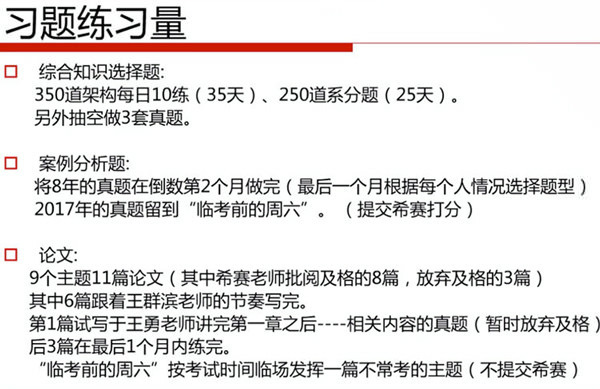 习题练习量
综合知识选择题:
350道架构每日10练（35天）、250道系分题（25天）。
另外抽空做3套真题。
案例分析题:
将8年的真题在倒数第2个月做完（最后一个月根据每个人情况选择题型）
2017年的真题留到“临考前的周六”。（提交希赛打分）
论文:
9个主题11篇论文（其中希赛老师批阅及格的8篇，放弃及格的3篇）
其中6篇跟着王群滨老师的节奏写完。
第1篇试写于王勇老师讲完第一章之后----相关内容的真题（暂时放弃及格）
后3篇在最后1个月内练完。
“临考前的周六”按考试时间临场发挥一篇不常考的主题（不提交希赛）